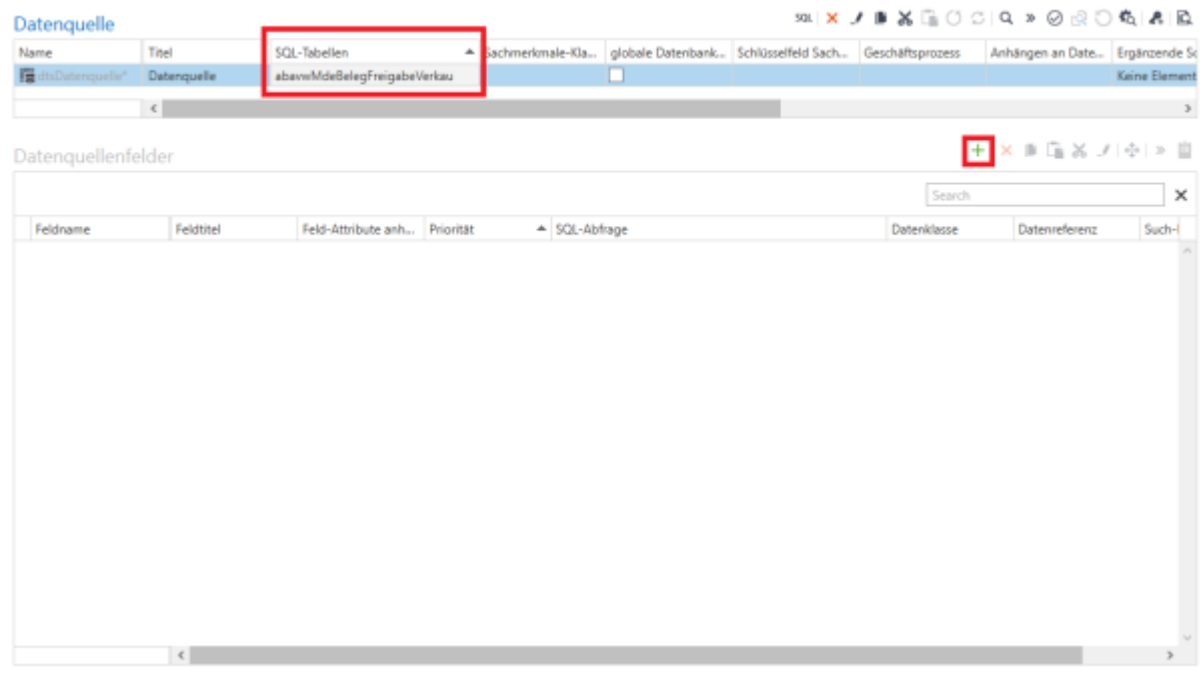 Datenquelle
SQL
Name Titel SQL-Tabellen Sachmerkmale-Kla... globale Datenbank... Schlüsselfeld Sach... Geschäftsprozess Anhängen an Date... Ergänzende Sc
dtsDatenquelle* Datenquelle abavwMdeBelegFreigabeVerkau Keine Element
Datenquellenfelder
Search
Feldname Feldtitel Feld-Attribute anh... Priorität SQL-Abfrage Datenklasse Datenreferenz Such-